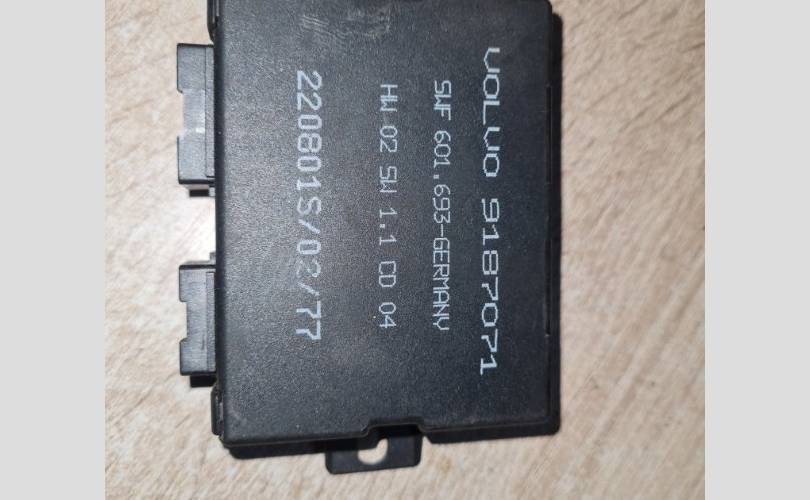 VOLVO 9187071
SWF 601.693-GERMANY
HW 02 SW 1.1 CD 04
220801S/02/77